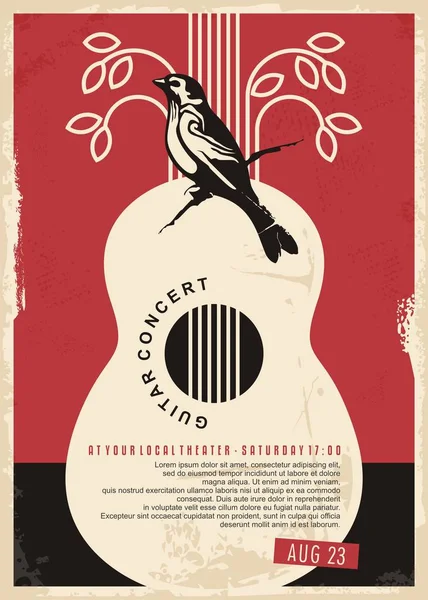 GUITAR CONCERT
AT YOUR LOCAL THEATER - SATURDAY 17:00
Lorem ipsum dolor sit amet, consectetur adipiscing
elit, sed do eiusmod tempor incididunt ut labore et
dolore magna aliqua. Ut enim ad minim veniam,
quis nostrud exercitation ullamco laboris nisi ut aliquip
ex ea commodo consequat. Duis aute irure dolor in
reprehenderit in voluptate velit esse cillum dolore eu fugiat nulla pariatur.
Excepteur sint occaecat cupidatat non proident, sunt in
culpa qui officia deserunt mollit anim id est laborum.
AUG 23